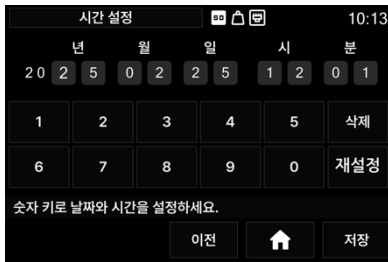 시간 설정 SD 10:13
년 월 일 시 분
20 2 5 0 2 2 5 1 2 0 1
1 2 3 4 5 삭제
6 7 8 9 0 재설정
숫자 키로 날짜와 시간을 설정하세요.
이전 저장